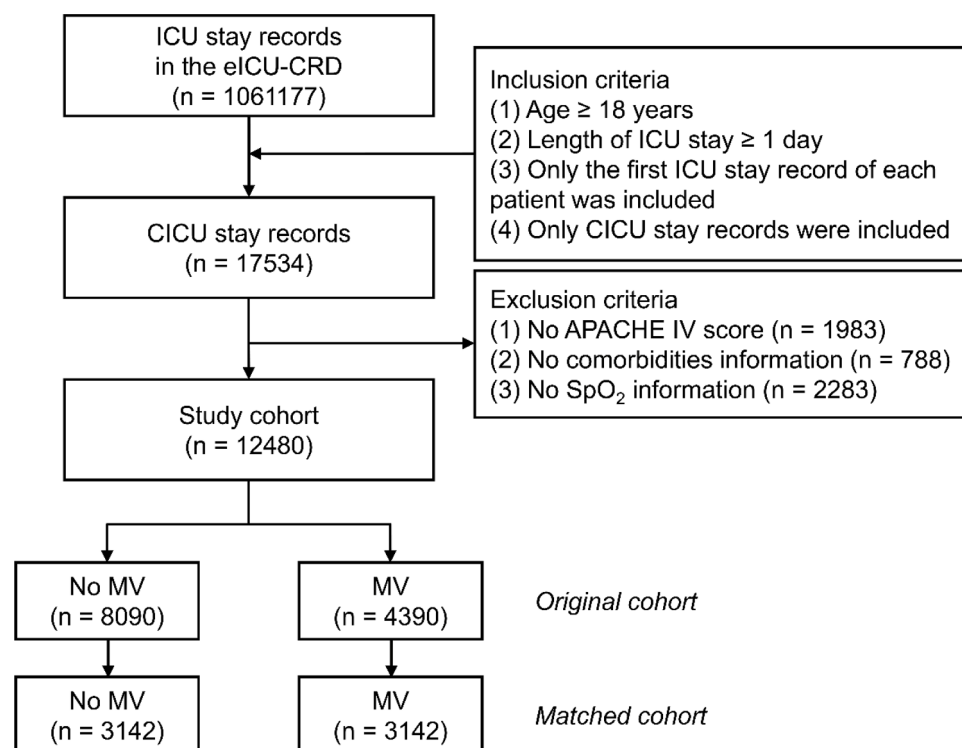 ICU stay records
in the eICU-CRD
(n = 1061177)
Inclusion criteria
(1) Age ≥ 18 years
(2) Length of ICU stay ≥ 1 day
(3) Only the first ICU stay record of each
patient was included
(4) Only CICU stay records were included
CICU stay records
(n = 17534)
Exclusion criteria
(1) No APACHE IV score (n = 1983)
(2) No comorbidities information (n = 788)
(3) No SpO₂ information (n = 2283)
Study cohort
(n = 12480)
No MV
(n = 8090)
MV
(n = 4390)
Original cohort
No MV
(n = 3142)
MV
(n = 3142)
Matched cohort